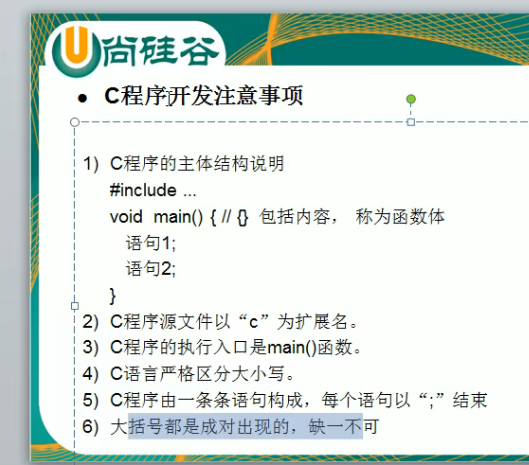 尚硅谷
● C程序开发注意事项
1) C程序的主体结构说明
#include ...
void main() { // {} 包括内容， 称为函数体
语句1;
语句2;
}
2) C程序源文件以“c”为扩展名。
3) C程序的执行入口是main()函数。
4) C语言严格区分大小写。
5) C程序由一条条语句构成，每个语句以“;”结束
6) 大括号都是成对出现的，缺一不可